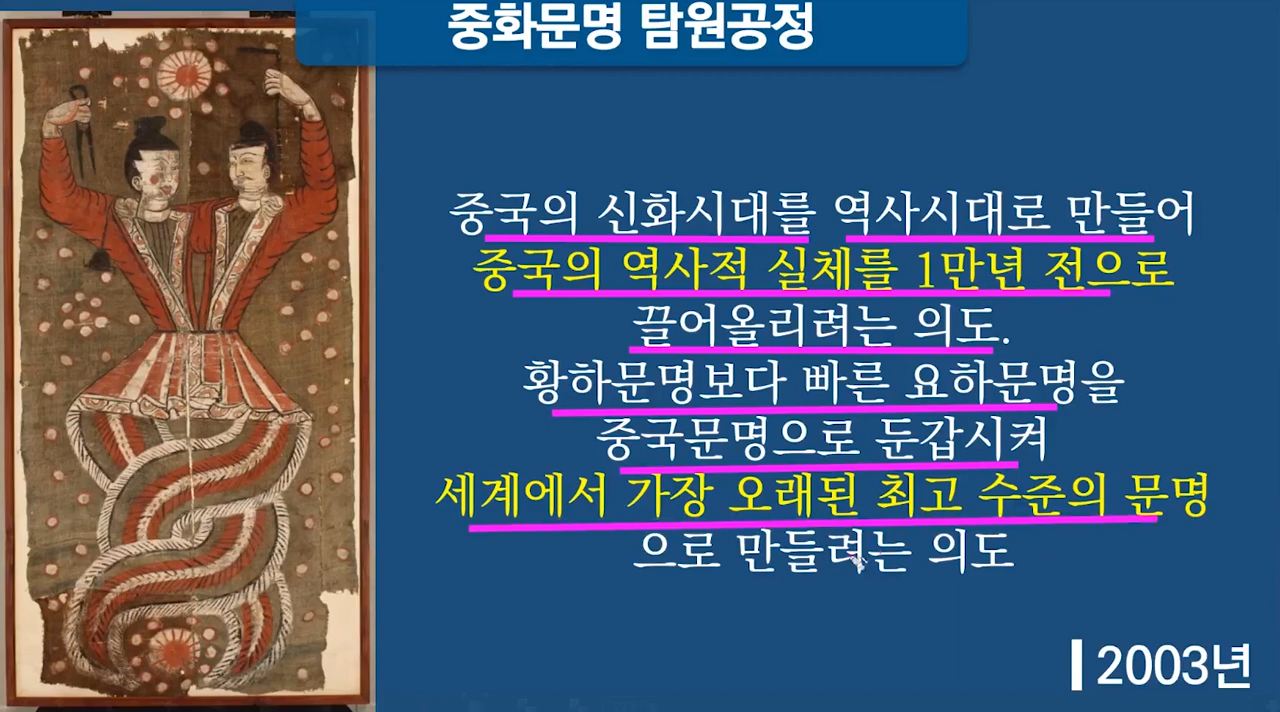 중화문명 탐원공정
중국의 신화시대를 역사시대로 만들어
중국의 역사적 실체를 1만년 전으로
끌어올리려는 의도.
황하문명보다 빠른 요하문명을
중국문명으로 둔갑시켜
세계에서 가장 오래된 최고 수준의 문명
으로 만들려는 의도
2003년